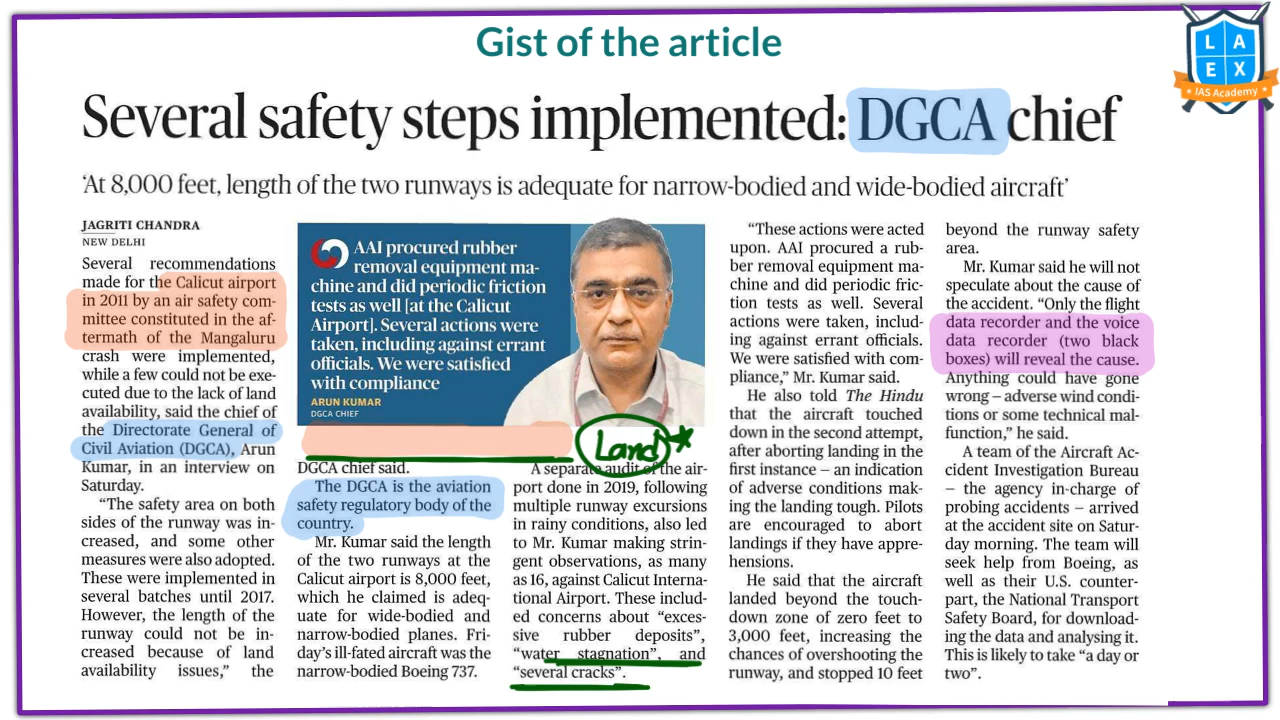 Gist of the article
L A
E X
IAS Academy
Several safety steps implemented: DGCA chief
‘At 8,000 feet, length of the two runways is adequate for narrow-bodied and wide-bodied aircraft’
JAGRITI CHANDRA
NEW DELHI
Several recommendations
made for the Calicut airport
in 2011 by an air safety com-
mittee constituted in the af-
termath of the Mangaluru
crash were implemented,
while a few could not be exe-
cuted due to the lack of land
availability, said the chief of
the Directorate General of
Civil Aviation (DGCA), Arun
Kumar, in an interview on
Saturday.
“The safety area on both
sides of the runway was in-
creased, and some other
measures were also adopted.
These were implemented in
several batches until 2017.
However, the length of the
runway could not be in-
creased because of land
availability issues,” the
AAI procured rubber
removal equipment ma-
chine and did periodic friction
tests as well [at the Calicut
Airport]. Several actions were
taken, including against errant
officials. We were satisfied
with compliance
ARUN KUMAR
DGCA CHIEF
Land
DGCA chief said.
The DGCA is the aviation
safety regulatory body of the
country.
Mr. Kumar said the length
of the two runways at the
Calicut airport is 8,000 feet,
which he claimed is adeq-
uate for wide-bodied and
narrow-bodied planes. Fri-
day’s ill-fated aircraft was the
narrow-bodied Boeing 737.
A separate audit of the air-
port done in 2019, following
multiple runway excursions
in rainy conditions, also led
to Mr. Kumar making strin-
gent observations, as many
as 16, against Calicut Interna-
tional Airport. These includ-
ed concerns about “exces-
sive rubber deposits”,
“water stagnation”, and
“several cracks”.
“These actions were acted
upon. AAI procured a rub-
ber removal equipment ma-
chine and did periodic fric-
tion tests as well. Several
actions were taken, includ-
ing against errant officials.
We were satisfied with com-
pliance,” Mr. Kumar said.
He also told The Hindu
that the aircraft touched
down in the second attempt,
after aborting landing in the
first instance – an indication
of adverse conditions mak-
ing the landing tough. Pilots
are encouraged to abort
landings if they have appre-
hensions.
He said that the aircraft
landed beyond the touch-
down zone of zero feet to
3,000 feet, increasing the
chances of overshooting the
runway, and stopped 10 feet
beyond the runway safety
area.
Mr. Kumar said he will not
speculate about the cause of
the accident. “Only the flight
data recorder and the voice
data recorder (two black
boxes) will reveal the cause.
Anything could have gone
wrong – adverse wind condi-
tions or some technical mal-
function,” he said.
A team of the Aircraft Ac-
cident Investigation Bureau
– the agency in-charge of
probing accidents – arrived
at the accident site on Satur-
day morning. The team will
seek help from Boeing, as
well as their U.S. counter-
part, the National Transport
Safety Board, for download-
ing the data and analysing it.
This is likely to take “a day or
two”.